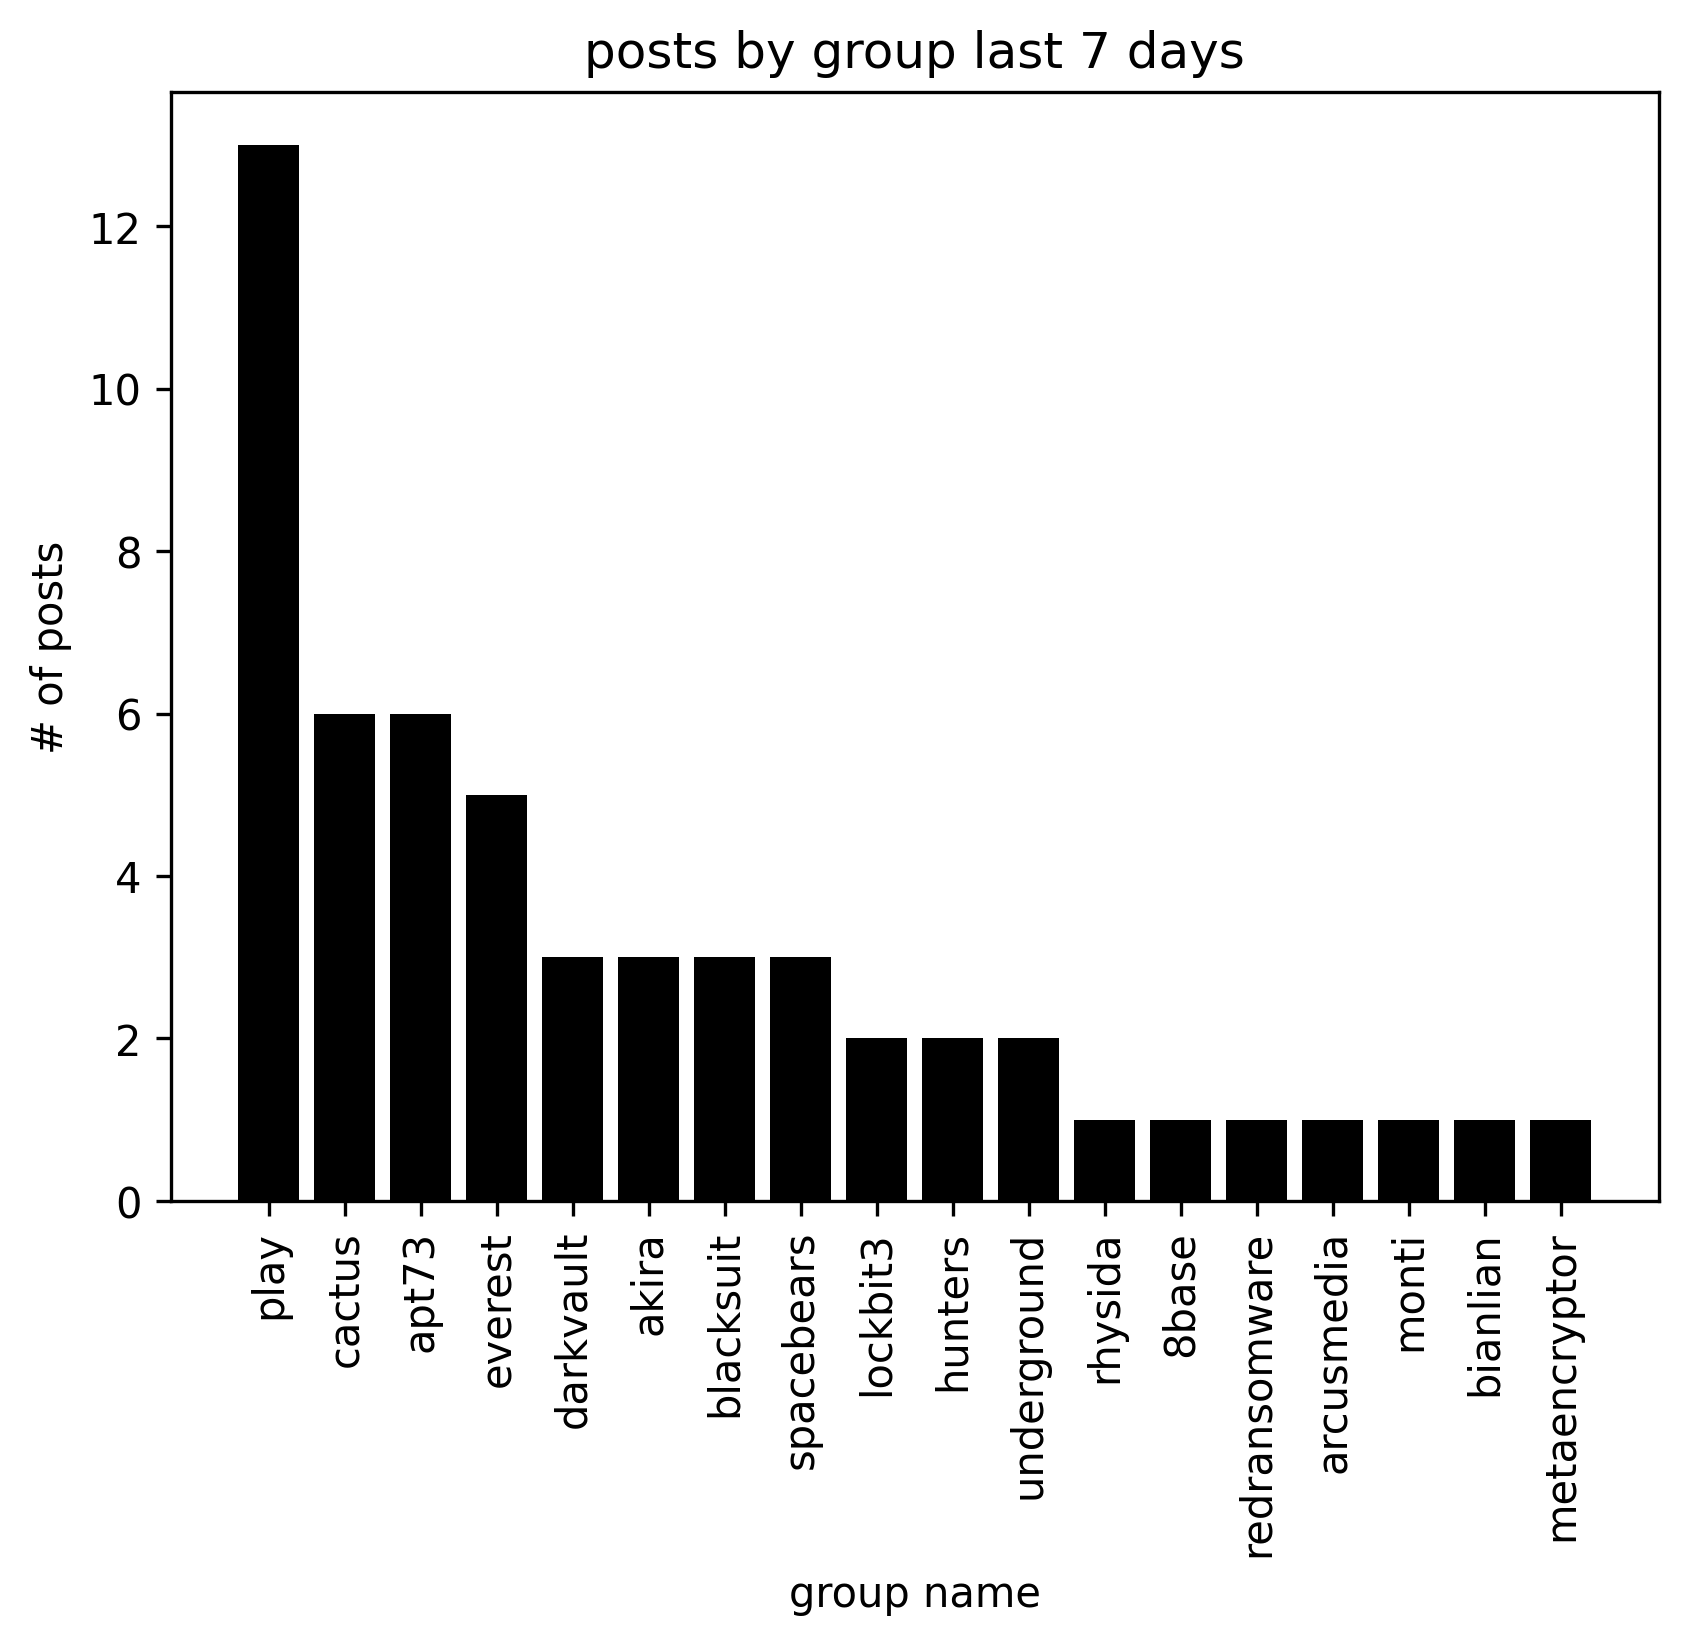 posts by group last 7 days
# of posts
12
10
8
6
4
2
0
play
cactus
apt73
everest
darkvault
akira
blacksuit
spacebears
lockbit3
hunters
underground
rhysida
8base
redransomware
arcusmedia
monti
bianlian
metaencryptor
group name